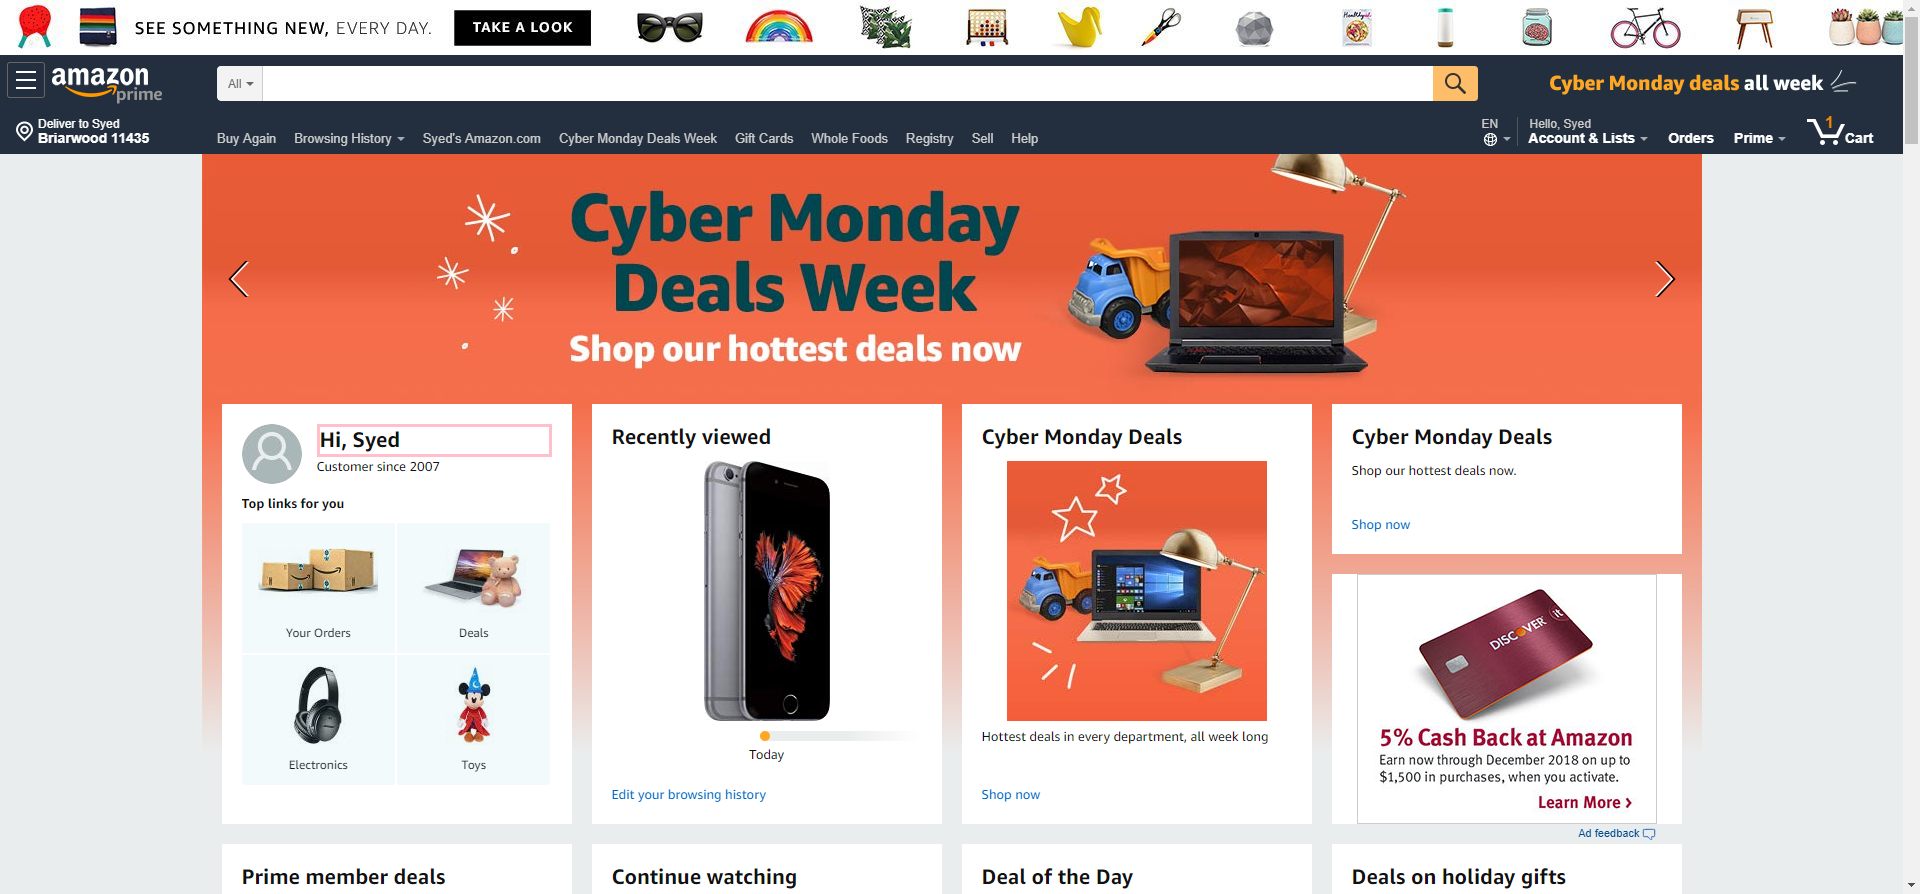 SEE SOMETHING NEW, EVERY DAY.
TAKE A LOOK
Healthyish
amazon
prime
All
Cyber Monday deals all week
Deliver to Syed
Briarwood 11435
Buy Again
Browsing History
Syed's Amazon.com
Cyber Monday Deals Week
Gift Cards
Whole Foods
Registry
Sell
Help
EN
Hello, Syed
Account & Lists
Orders
Prime
1
Cart
Cyber Monday
Deals Week
Shop our hottest deals now
Hi, Syed
Customer since 2007
Top links for you
Your Orders
Deals
Electronics
Toys
Recently viewed
Today
Edit your browsing history
Cyber Monday Deals
Hottest deals in every department, all week long
Shop now
Cyber Monday Deals
Shop our hottest deals now.
Shop now
DISCOVER it
5% Cash Back at Amazon
Earn now through December 2018 on up to
$1,500 in purchases, when you activate.
Learn More ›
Ad feedback
Prime member deals
Continue watching
Deal of the Day
Deals on holiday gifts